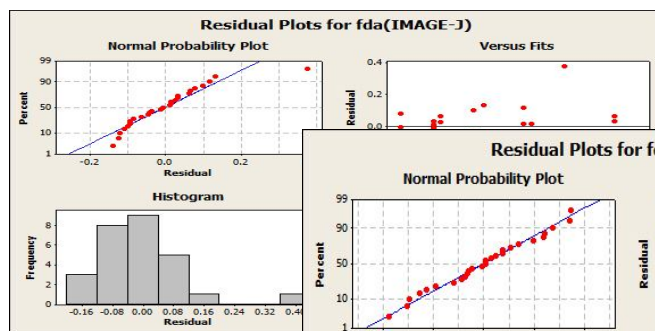 Residual Plots for fda(IMAGE-J)
Normal Probability Plot
99
90
50
10
1
Percent
-0.2
0.0
0.2
Residual
Versus Fits
0.4
0.2
0.0
Residual
Histogram
8
6
4
2
0
Frequency
-0.16
-0.08
0.00
0.08
0.16
0.24
0.32
0.40
Residual
Residual Plots for f
Normal Probability Plot
99
90
50
10
1
Percent
Residual